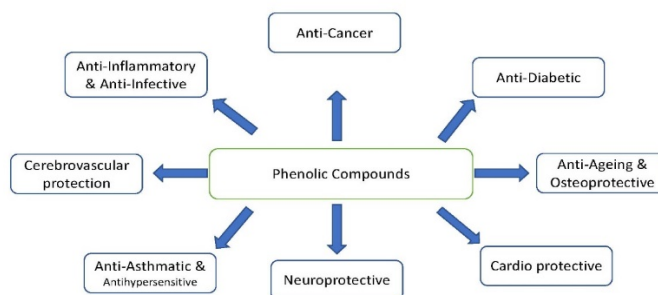 Anti-Cancer
Anti-Inflammatory
& Anti-Infective
Anti-Diabetic
Cerebrovascular
protection
Phenolic Compounds
Anti-Ageing &
Osteoprotective
Anti-Asthmatic &
Antihypersensitive
Neuroprotective
Cardio protective